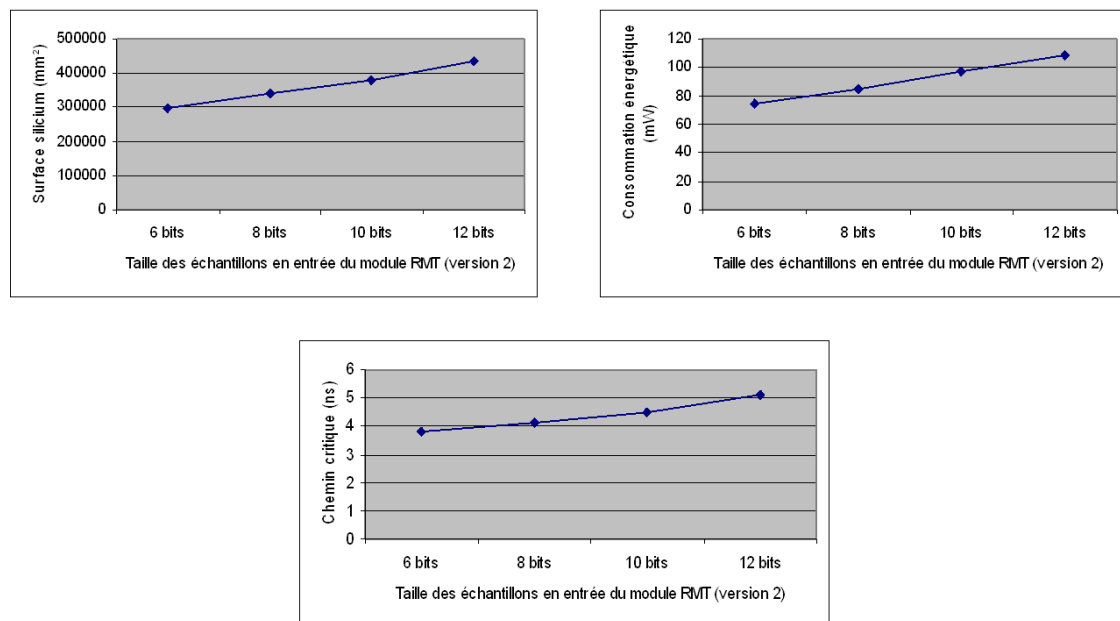 500000
400000
300000
200000
100000
0
Surface silicium (mm²)
6 bits 8 bits 10 bits 12 bits
Taille des échantillons en entrée du module RMT (version 2)
120
100
80
60
40
20
0
Consommation énergétique
(mW)
6 bits 8 bits 10 bits 12 bits
Taille des échantillons en entrée du module RMT (version 2)
6
5
4
3
2
1
0
Chemin critique (ns)
6 bits 8 bits 10 bits 12 bits
Taille des échantillons en entrée du module RMT (version 2)